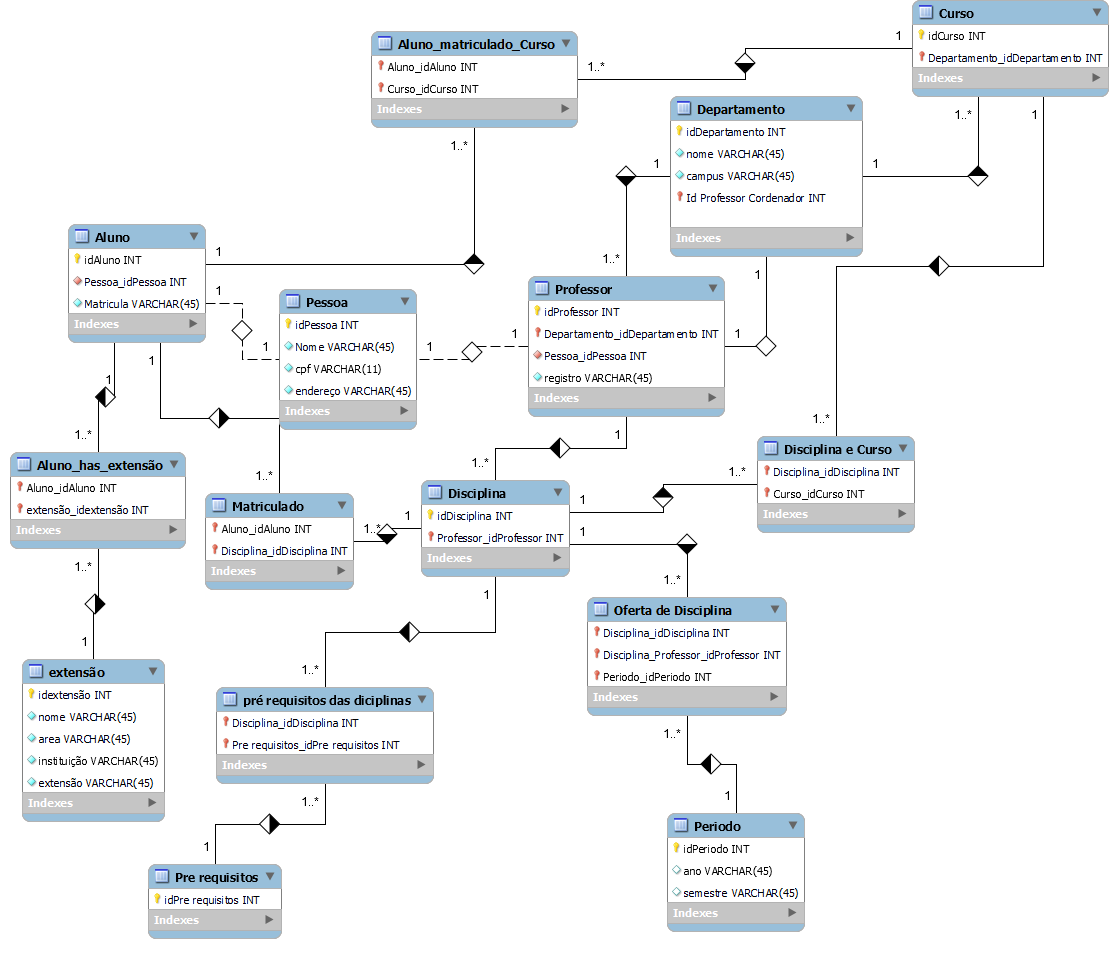 Curso
idCurso INT
Departamento_idDepartamento INT
Indexes
Aluno_matriculado_Curso
Aluno_idAluno INT
Curso_idCurso INT
Indexes
1..*
1
1..*
1..*
1
Departamento
idDepartamento INT
nome VARCHAR(45)
campus VARCHAR(45)
Id Professor Cordenador INT
Indexes
1
1
1
1..*
Aluno
idAluno INT
Pessoa_idPessoa INT
Matricula VARCHAR(45)
Indexes
1
1
1
1
Pessoa
idPessoa INT
Nome VARCHAR(45)
cpf VARCHAR(11)
endereço VARCHAR(45)
Indexes
1
1
1
Professor
idProfessor INT
Departamento_idDepartamento INT
Pessoa_idPessoa INT
registro VARCHAR(45)
Indexes
1
1
1
1..*
1..*
1..*
1..*
Aluno_has_extensão
Aluno_idAluno INT
extensão_idextensão INT
Indexes
Matriculado
Aluno_idAluno INT
Disciplina_idDisciplina INT
Indexes
1..*
1
Disciplina
idDisciplina INT
Professor_idProfessor INT
Indexes
1
1
1..*
Disciplina e Curso
Disciplina_idDisciplina INT
Curso_idCurso INT
Indexes
1..*
1
1
1..*
1..*
Oferta de Disciplina
Disciplina_idDisciplina INT
Disciplina_Professor_idProfessor INT
Periodo_idPeriodo INT
Indexes
extensão
idextensão INT
nome VARCHAR(45)
area VARCHAR(45)
instituição VARCHAR(45)
extensão VARCHAR(45)
Indexes
pré requisitos das diciplinas
Disciplina_idDisciplina INT
Pre requisitos_idPre requisitos INT
Indexes
1..*
1..*
1
1
Periodo
idPeriodo INT
ano VARCHAR(45)
semestre VARCHAR(45)
Indexes
Pre requisitos
idPre requisitos INT
Indexes